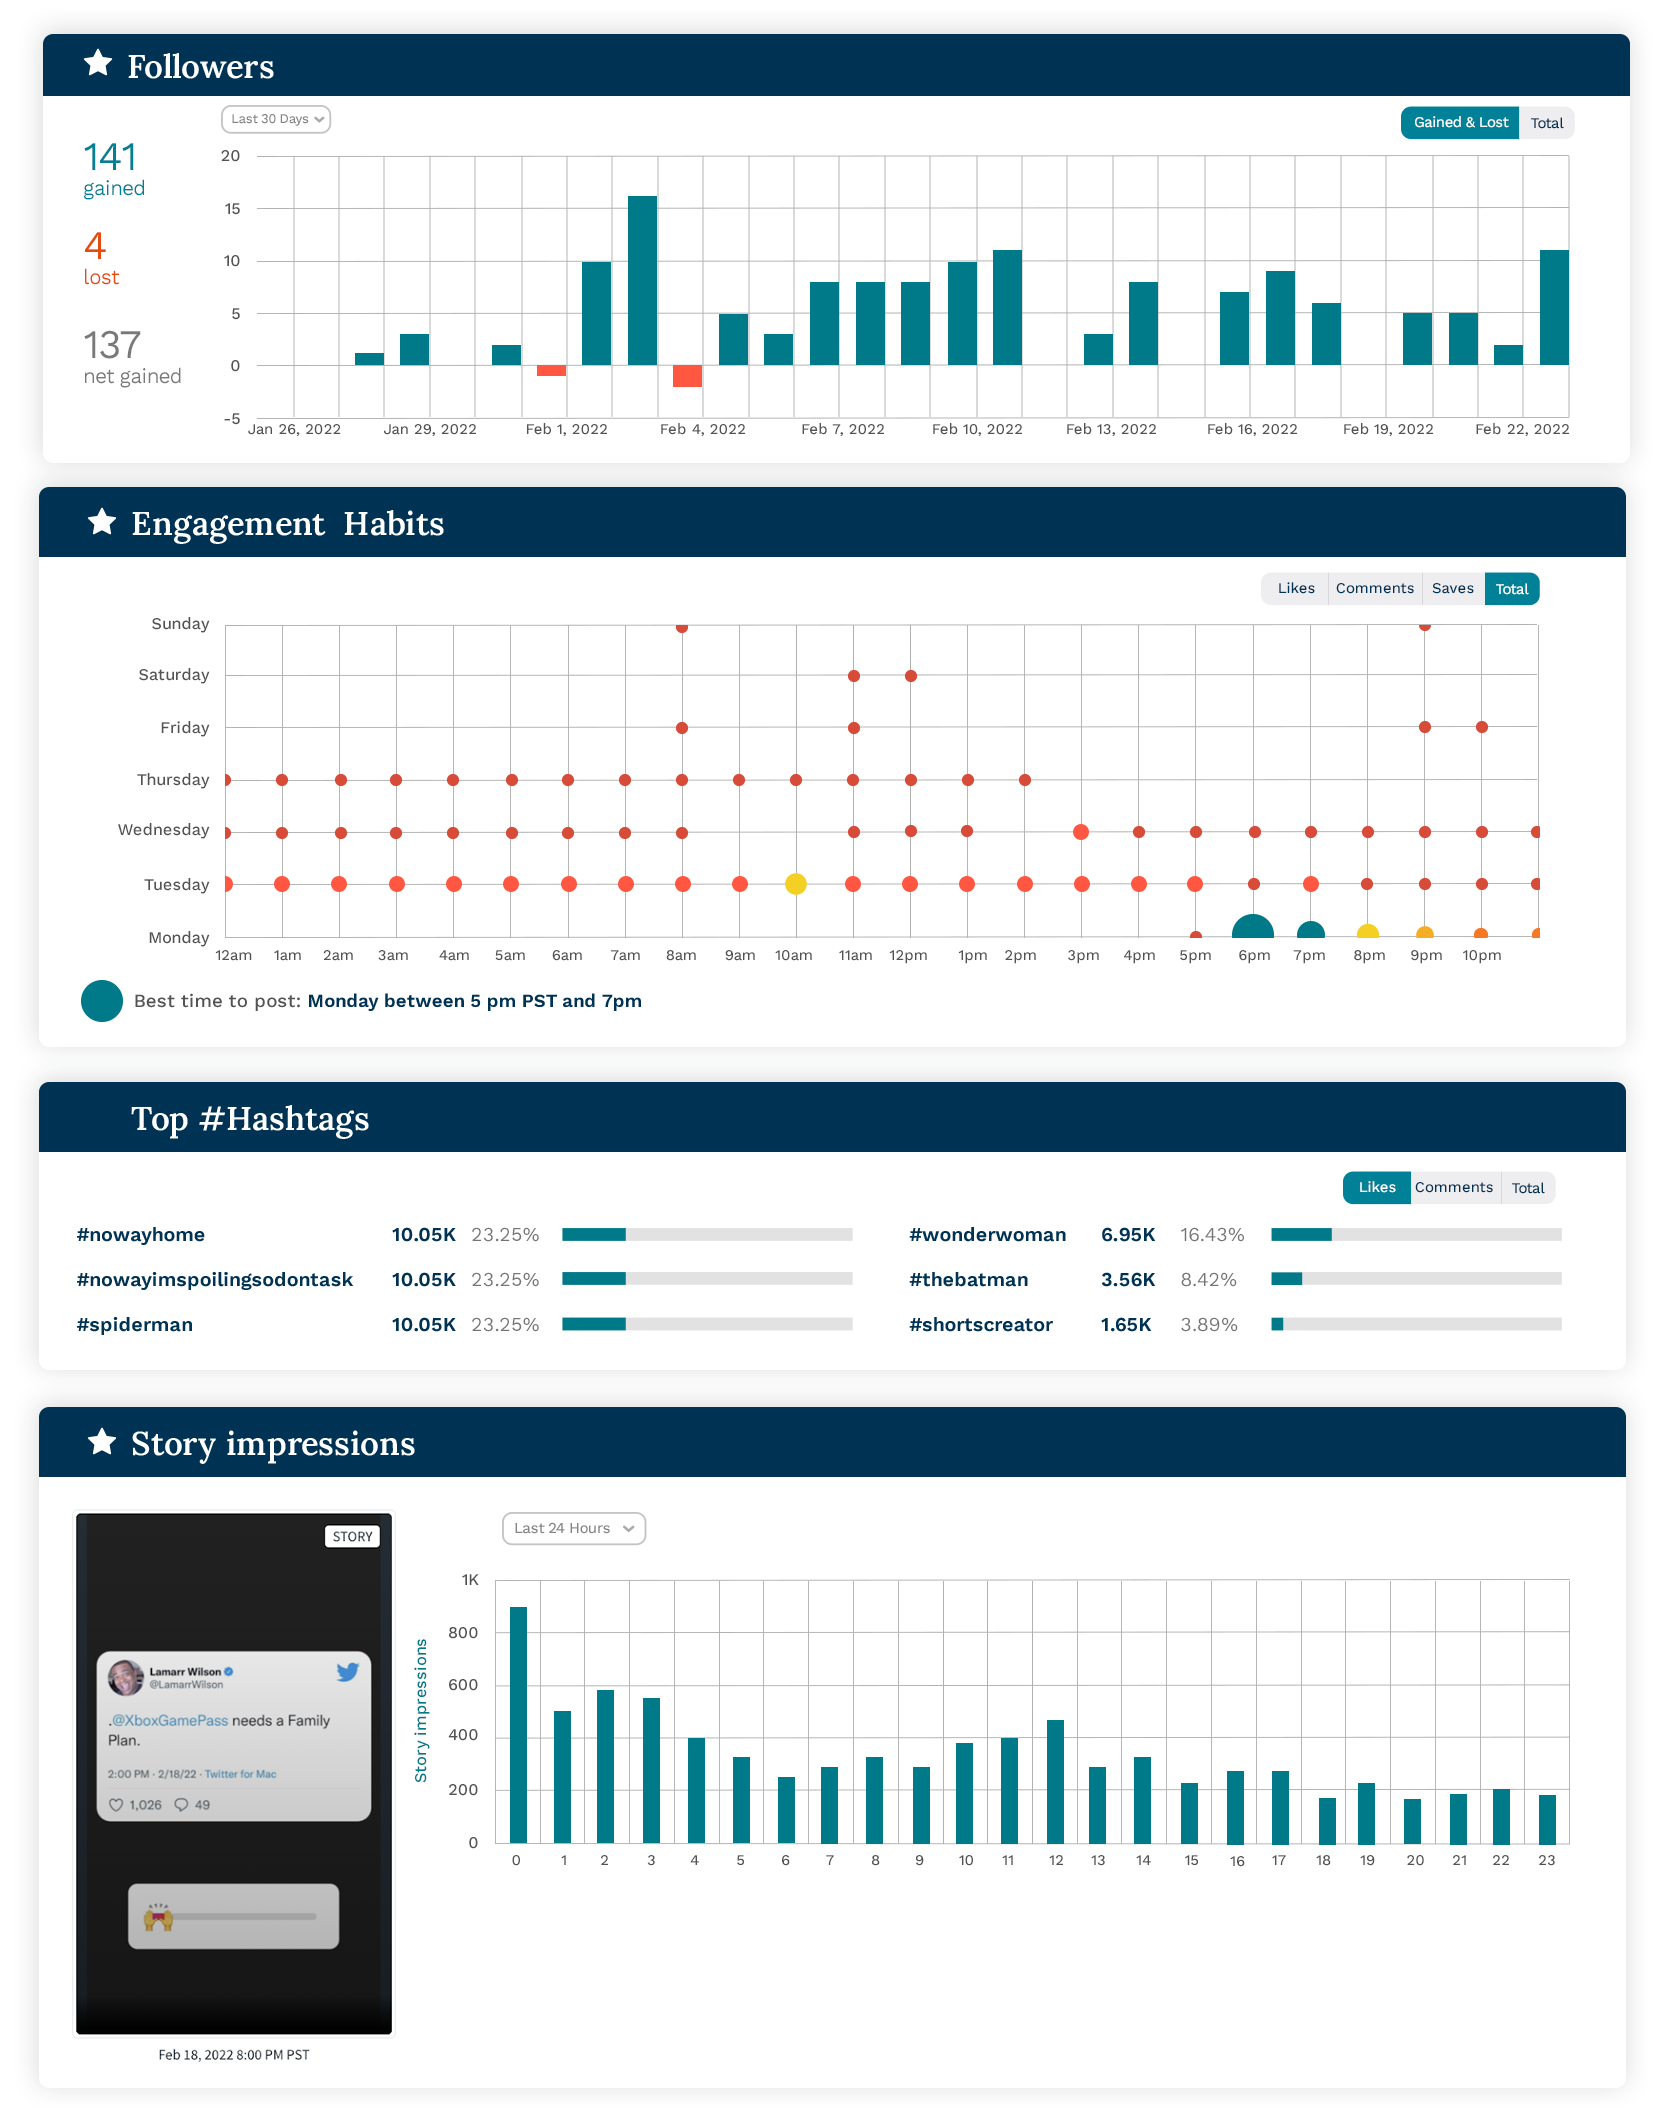 Followers
Last 30 Days
Gained & Lost Total
141
gained
4
lost
137
net gained
20
15
10
5
0
-5
Jan 26, 2022 Jan 29, 2022 Feb 1, 2022 Feb 4, 2022 Feb 7, 2022 Feb 10, 2022 Feb 13, 2022 Feb 16, 2022 Feb 19, 2022 Feb 22, 2022
Engagement Habits
Likes Comments Saves Total
Sunday
Saturday
Friday
Thursday
Wednesday
Tuesday
Monday
12am 1am 2am 3am 4am 5am 6am 7am 8am 9am 10am 11am 12pm 1pm 2pm 3pm 4pm 5pm 6pm 7pm 8pm 9pm 10pm
Best time to post: Monday between 5 pm PST and 7pm
Top #Hashtags
Likes Comments Total
#nowayhome 10.05K 23.25%
#nowayimspoilingsodontask 10.05K 23.25%
#spiderman 10.05K 23.25%
#wonderwoman 6.95K 16.43%
#thebatman 3.56K 8.42%
#shortscreator 1.65K 3.89%
Story impressions
STORY
Lamarr Wilson
@LamarrWilson
.@XboxGamePass needs a Family
Plan.
2:00 PM · 2/18/22 · Twitter for Mac
1,026 49
Feb 18, 2022 8:00 PM PST
Last 24 Hours
Story impressions
1K
800
600
400
200
0
0 1 2 3 4 5 6 7 8 9 10 11 12 13 14 15 16 17 18 19 20 21 22 23